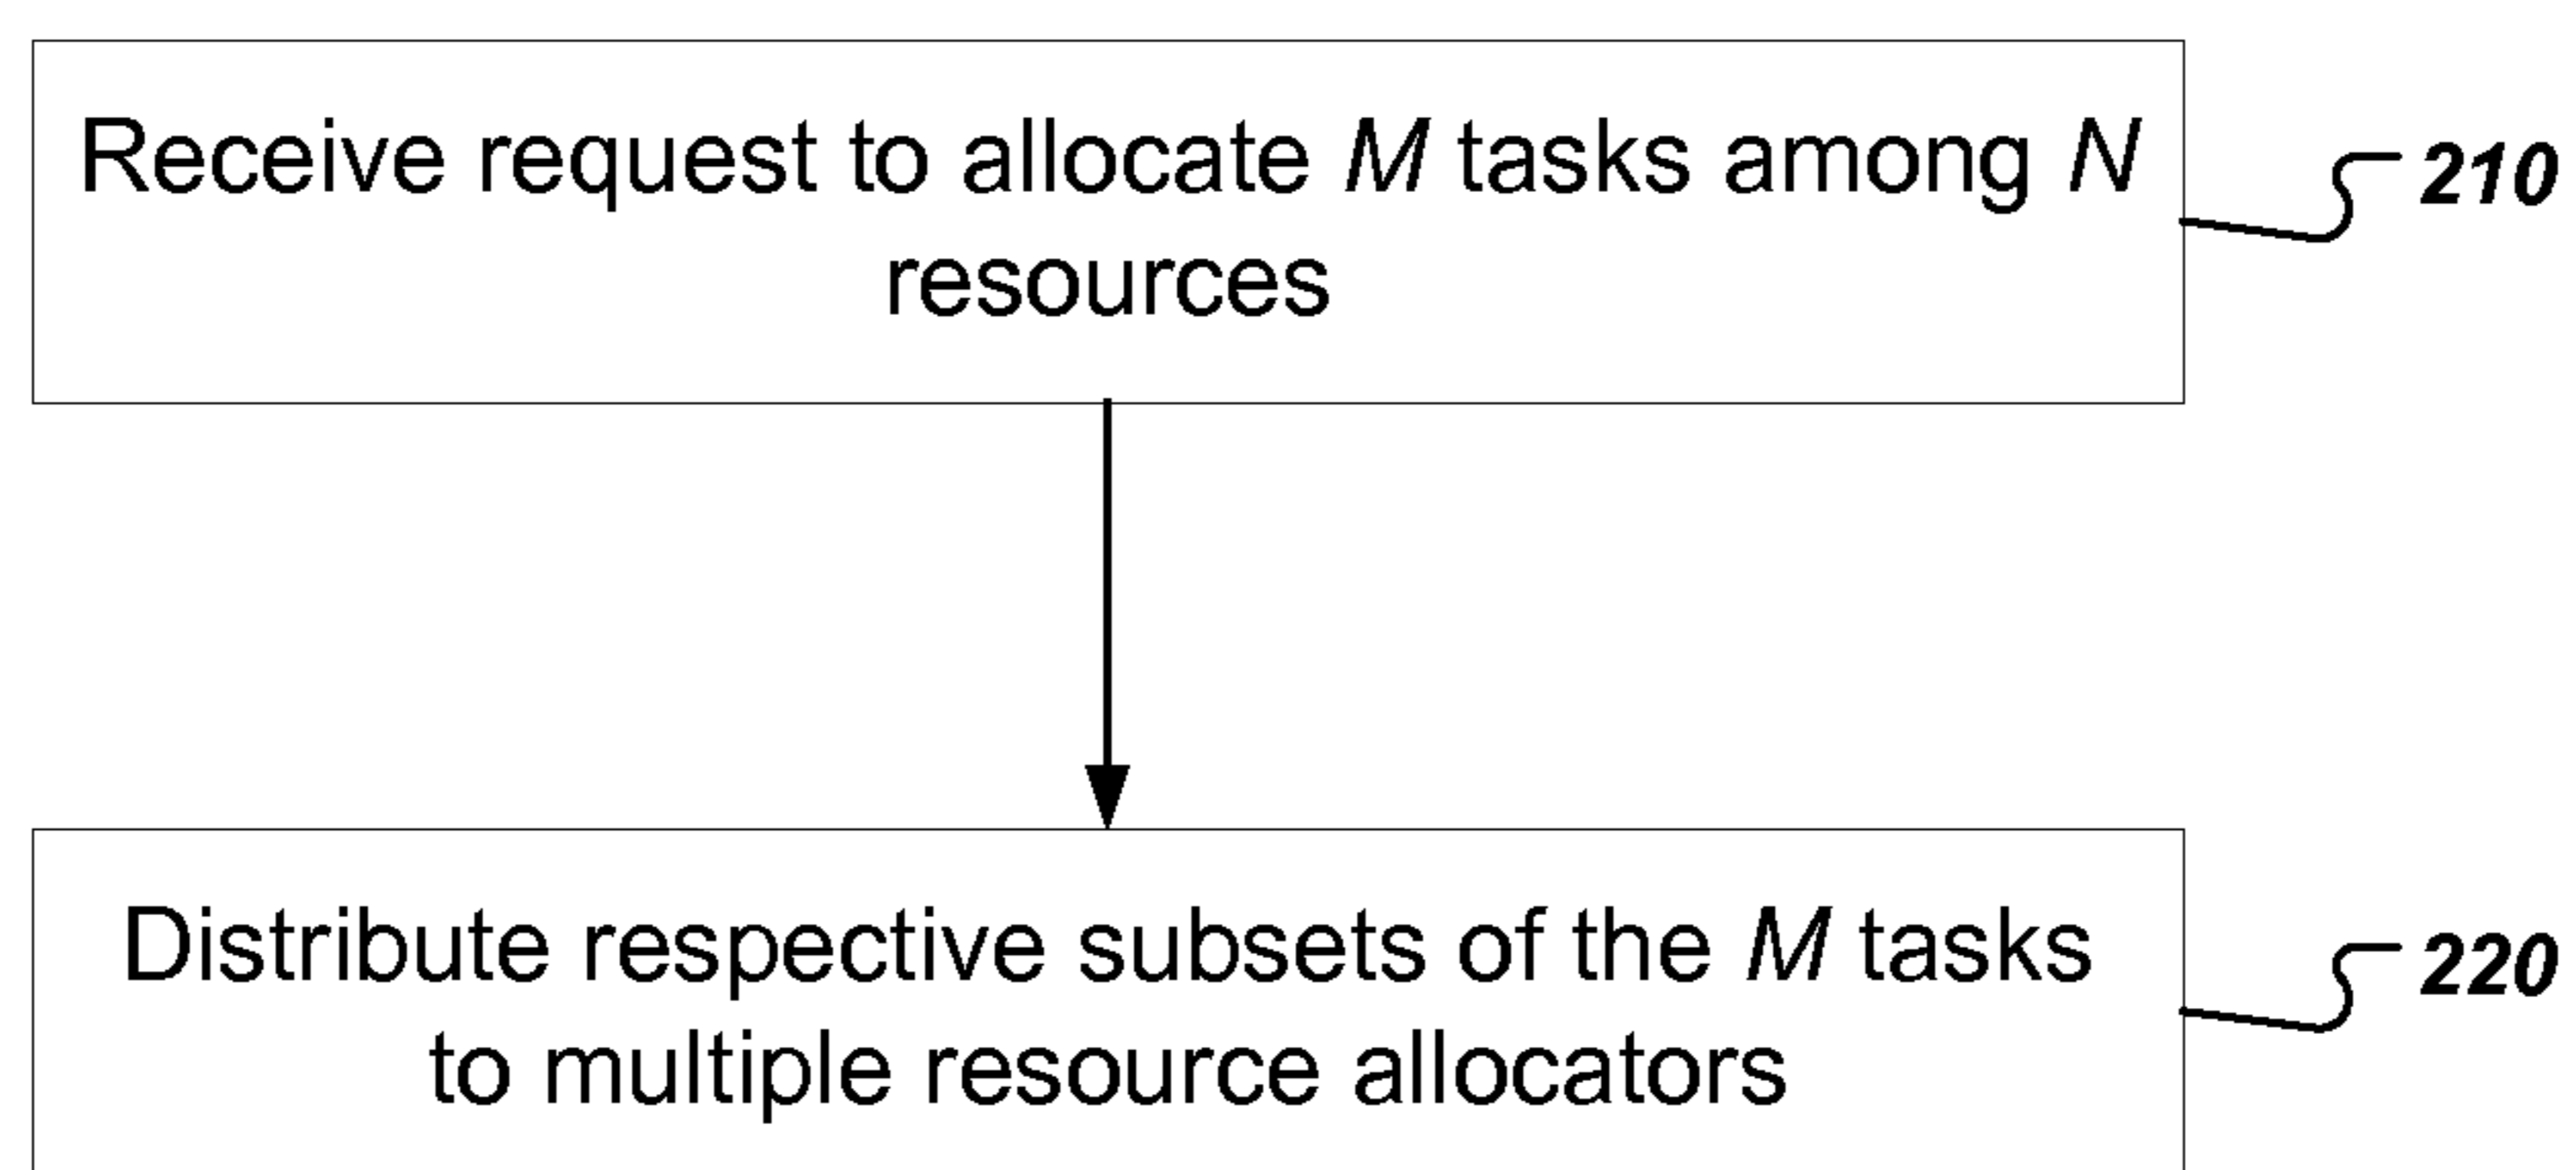 Receive request to allocate M tasks among N
resources
210
Distribute respective subsets of the M tasks
to multiple resource allocators
220